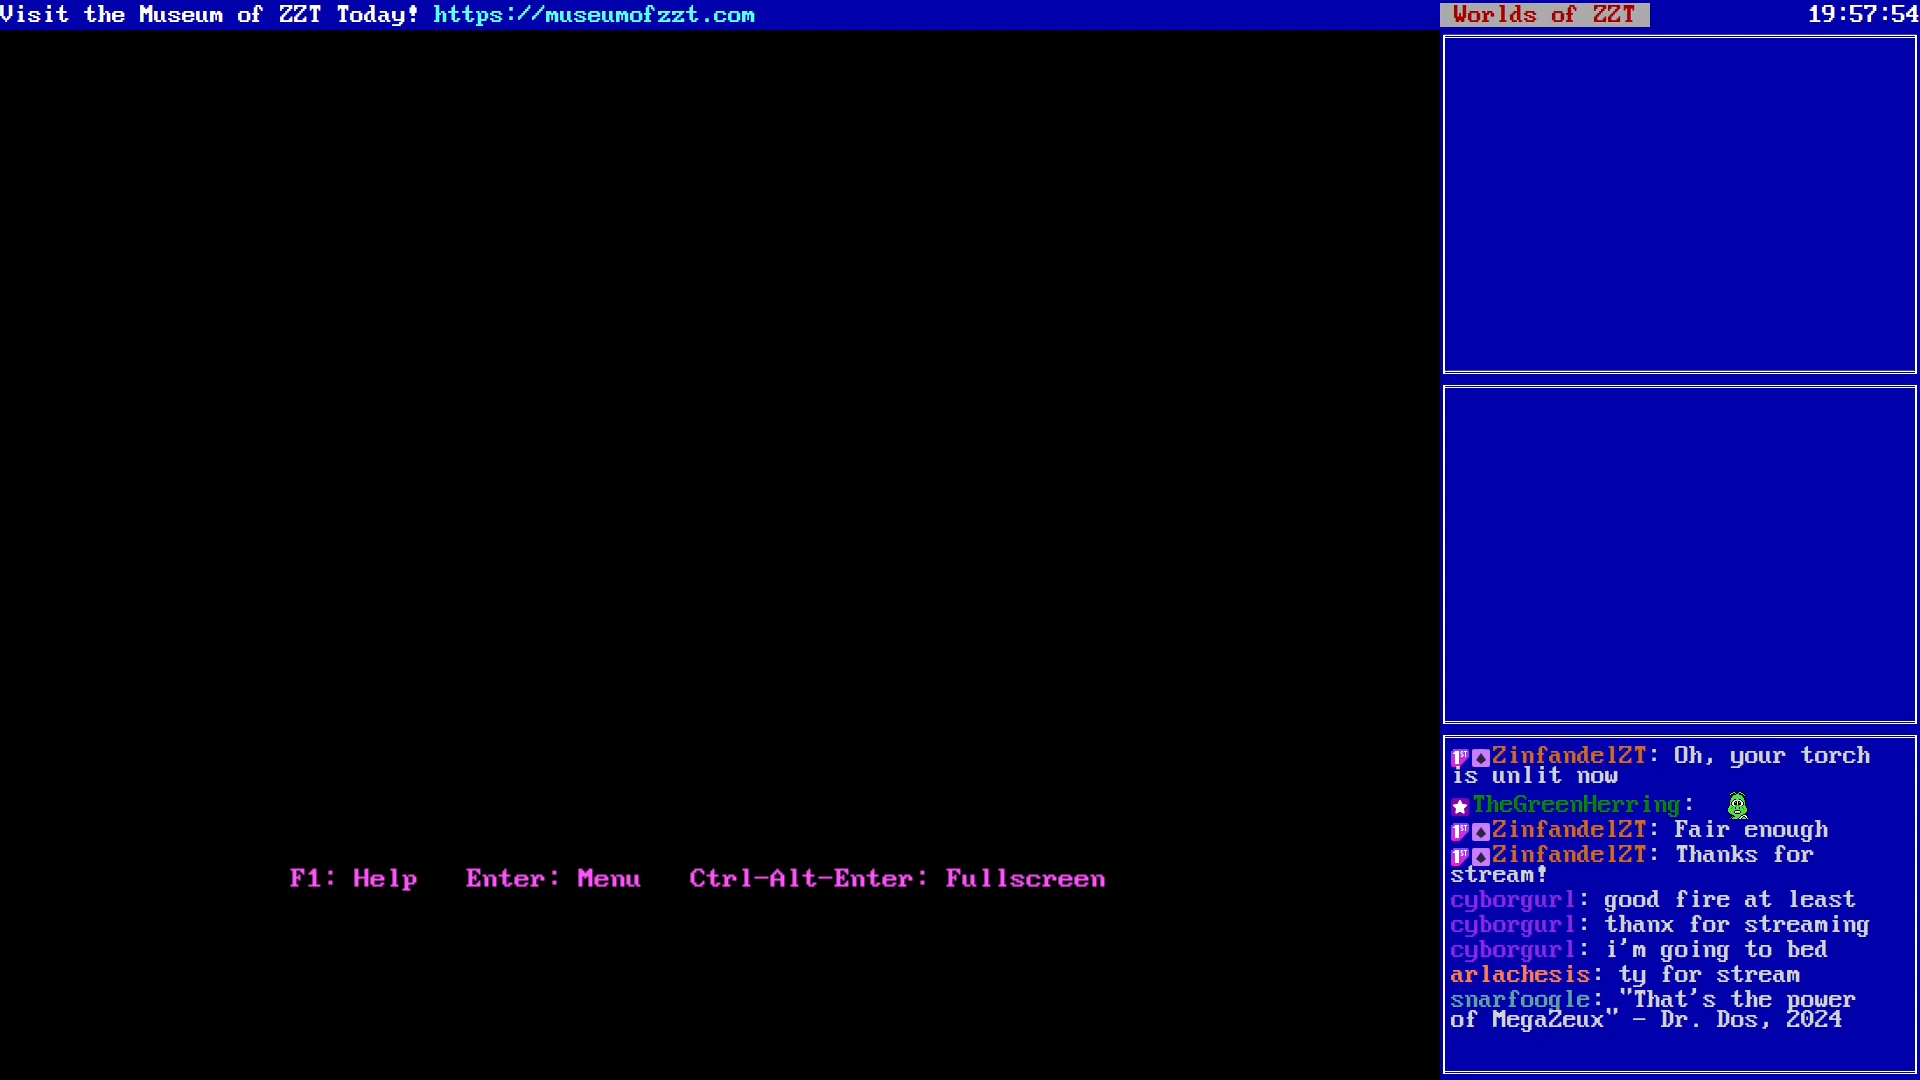 Visit the Museum of ZZT Today! https://museumofzzt.com
Worlds of ZZT
19:57:54
F1: Help   Enter: Menu   Ctrl-Alt-Enter: Fullscreen
1ST ZinfandelZT: Oh, your torch
is unlit now
TheGreenHerring:
1ST ZinfandelZT: Fair enough
1ST ZinfandelZT: Thanks for
stream!
cyborgurl: good fire at least
cyborgurl: thanx for streaming
cyborgurl: i'm going to bed
arlachesis: ty for stream
snarfoogle: "That's the power
of MegaZeux" - Dr. Dos, 2024